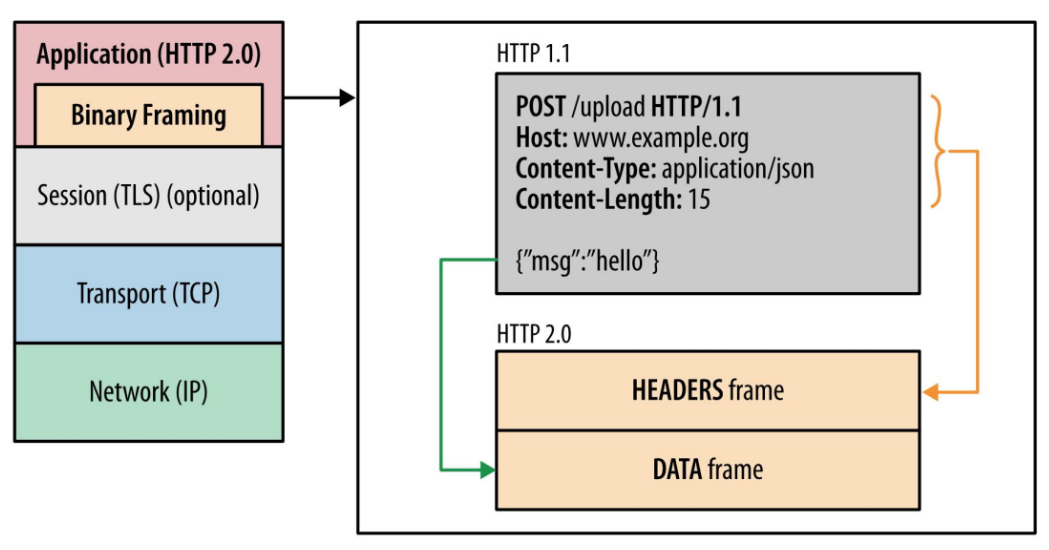 Application (HTTP 2.0)
Binary Framing
Session (TLS) (optional)
Transport (TCP)
Network (IP)
HTTP 1.1
POST /upload HTTP/1.1
Host: www.example.org
Content-Type: application/json
Content-Length: 15
{”msg”:”hello”}
HTTP 2.0
HEADERS frame
DATA frame